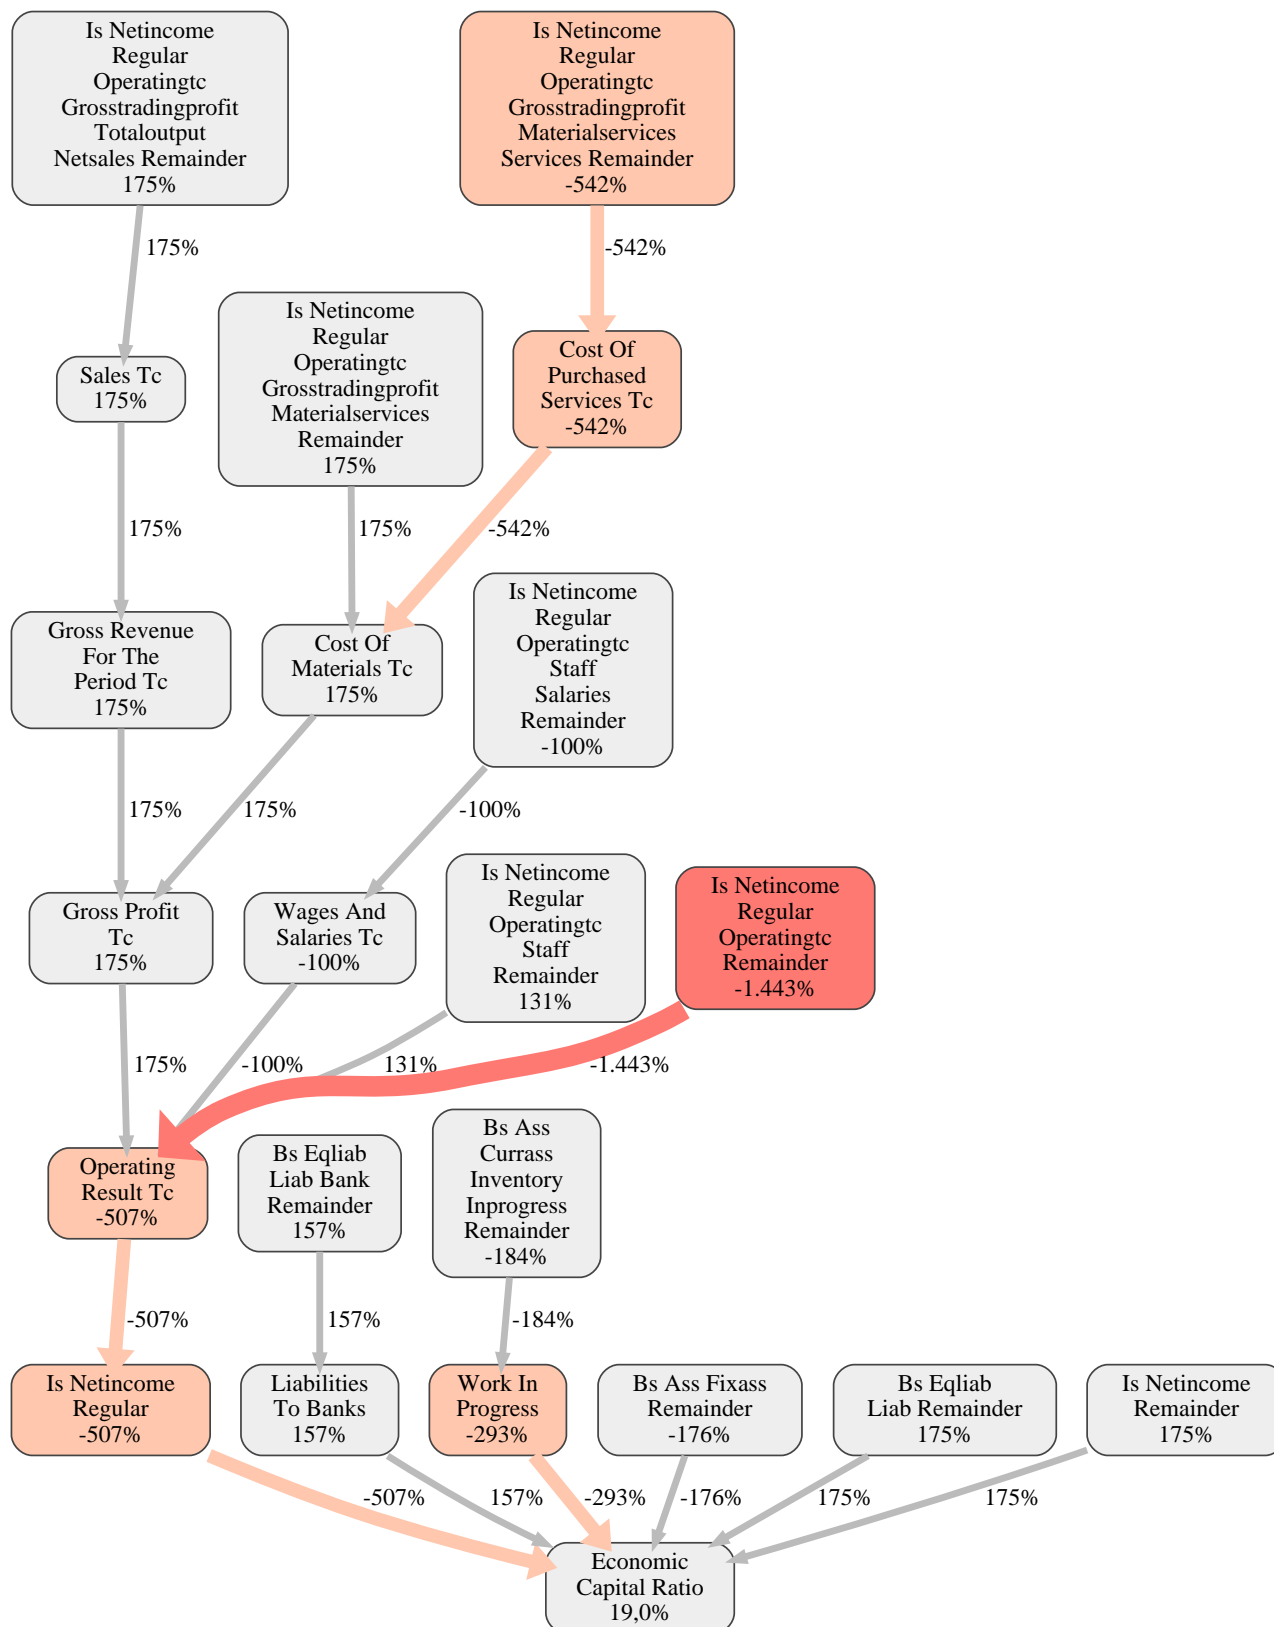 Is Netincome
Regular
Operatingtc
Grosstradingprofit
Totaloutput
Netsales Remainder
175%
Is Netincome
Regular
Operatingtc
Grosstradingprofit
Materialservices
Services Remainder
-542%
175%
-542%
Is Netincome
Regular
Operatingtc
Grosstradingprofit
Materialservices
Remainder
175%
Cost Of
Purchased
Services Tc
-542%
Sales Tc
175%
175%
175%
-542%
Is Netincome
Regular
Operatingtc
Staff
Salaries
Remainder
-100%
Gross Revenue
For The
Period Tc
175%
Cost Of
Materials Tc
175%
175%
175%
-100%
Is Netincome
Regular
Operatingtc
Staff
Remainder
131%
Is Netincome
Regular
Operatingtc
Remainder
-1.443%
Gross Profit
Tc
175%
Wages And
Salaries Tc
-100%
175%
-100%
131%
-1.443%
Operating
Result Tc
-507%
Bs Eqliab
Liab Bank
Remainder
157%
Bs Ass
Currass
Inventory
Inprogress
Remainder
-184%
-507%
157%
-184%
Is Netincome
Regular
-507%
Liabilities
To Banks
157%
Work In
Progress
-293%
Bs Ass Fixass
Remainder
-176%
Bs Eqliab
Liab Remainder
175%
Is Netincome
Remainder
175%
-507%
157%
-293%
-176%
175%
175%
Economic
Capital Ratio
19,0%